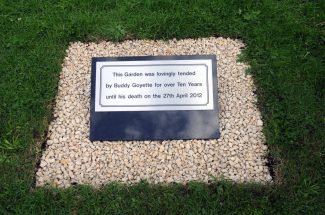 This Garden was lovingly tended
by Buddy Goyette for over Ten Years
until his death on the 27th April 2012